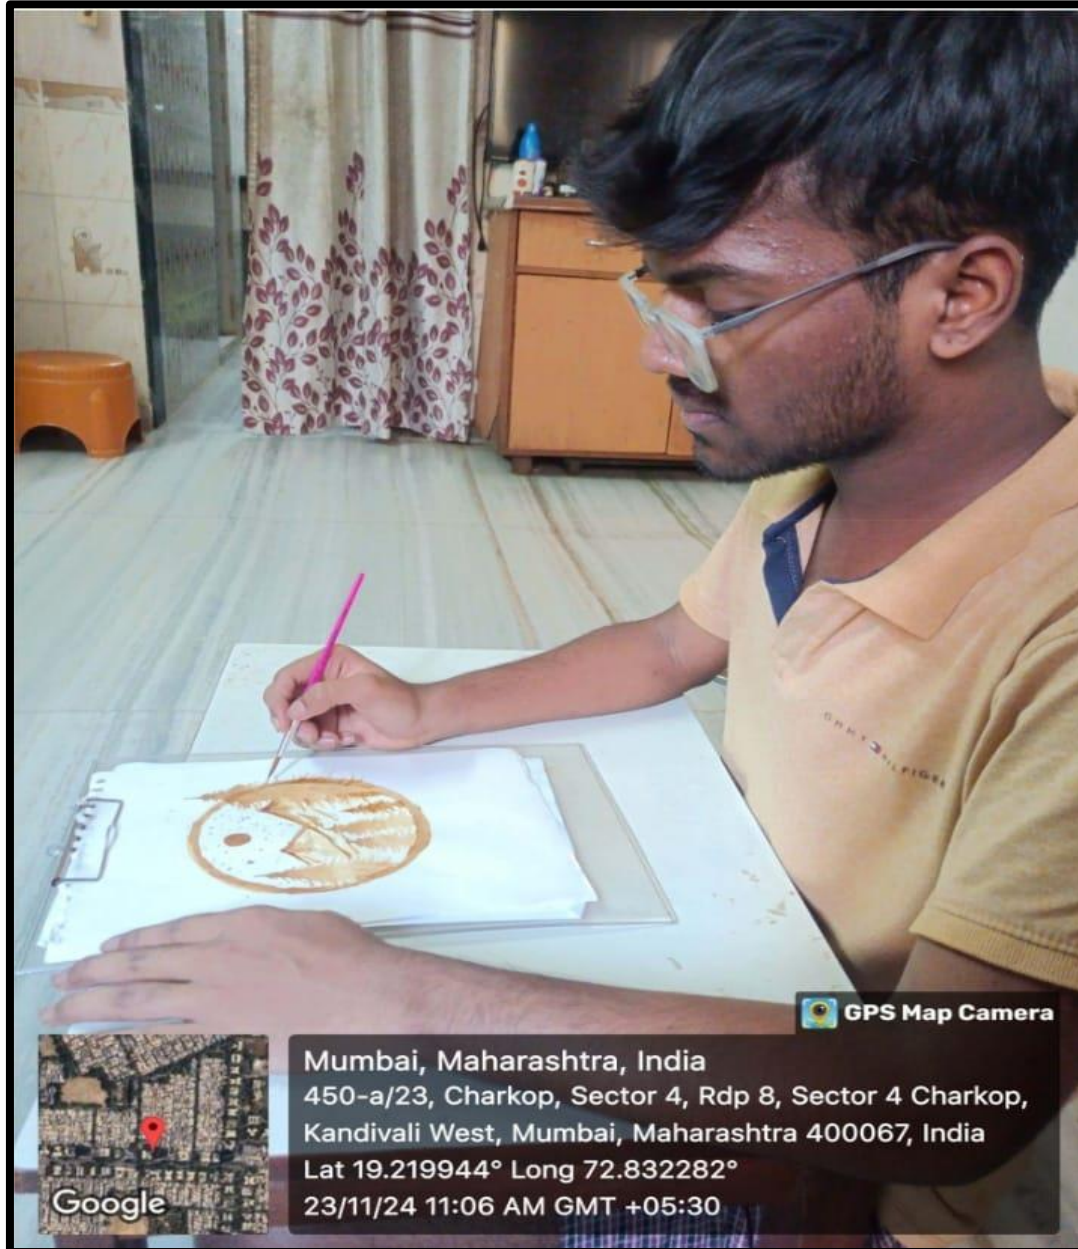 GPS Map Camera
Mumbai, Maharashtra, India
450-a/23, Charkop, Sector 4, Rdp 8, Sector 4 Charkop,
Kandivali West, Mumbai, Maharashtra 400067, India
Lat 19.219944° Long 72.832282°
23/11/24 11:06 AM GMT +05:30
Google